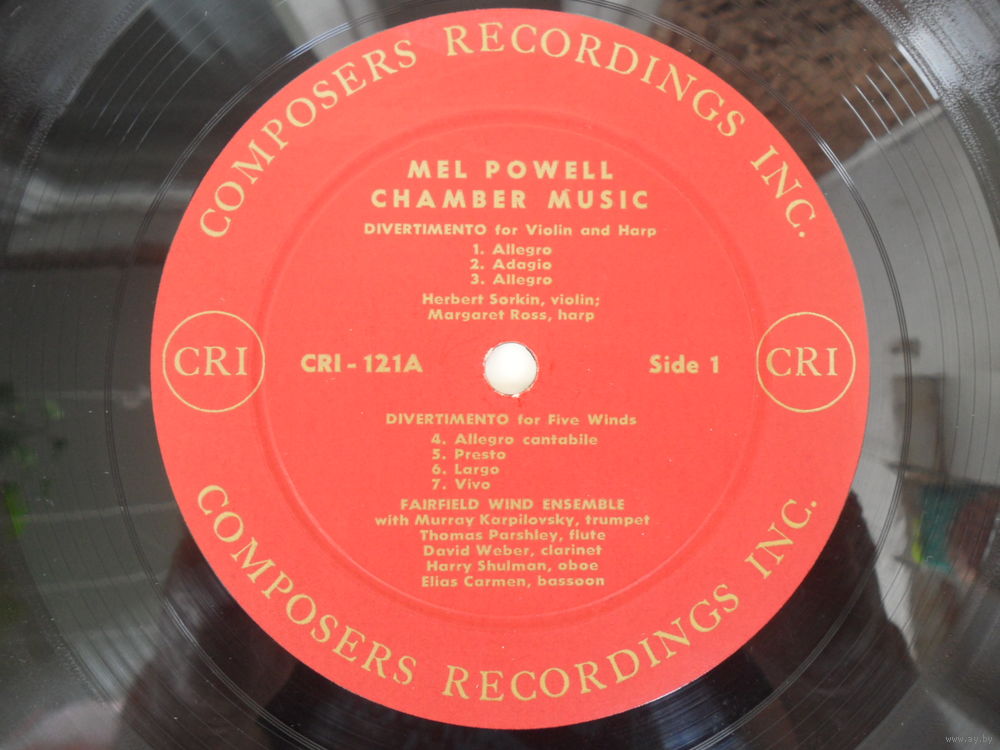 COMPOSERS RECORDINGS INC.
MEL POWELL
CHAMBER MUSIC
DIVERTIMENTO for Violin and Harp
1. Allegro
2. Adagio
3. Allegro
Herbert Sorkin, violin;
Margaret Ross, harp
CRI
CRI - 121A
Side 1
CRI
DIVERTIMENTO for Five Winds
4. Allegro cantabile
5. Presto
6. Largo
7. Vivo
FAIRFIELD WIND ENSEMBLE
with Murray Karpilovsky, trumpet
Thomas Parshley, flute
David Weber, clarinet
Harry Shulman, oboe
Elias Carmen, bassoon
COMPOSERS RECORDINGS INC.
www.ay.by